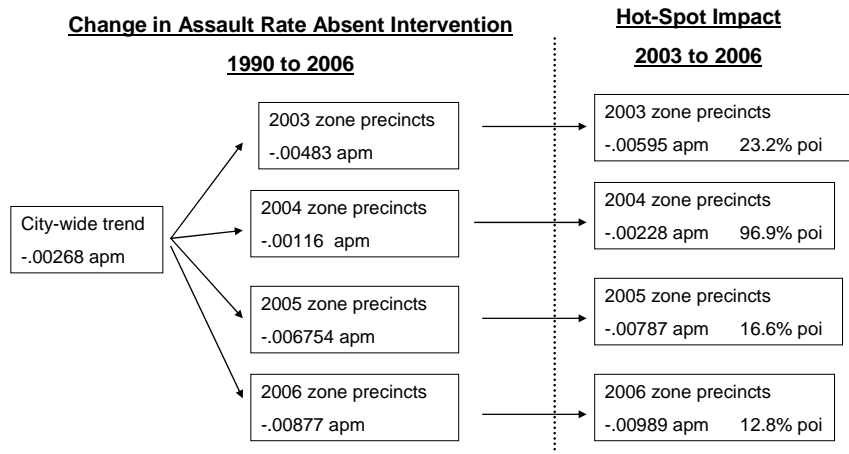 Change in Assault Rate Absent Intervention
1990 to 2006
Hot-Spot Impact
2003 to 2006
City-wide trend
-.00268 apm
2003 zone precincts
-.00483 apm
2004 zone precincts
-.00116 apm
2005 zone precincts
-.006754 apm
2006 zone precincts
-.00877 apm
2003 zone precincts
-.00595 apm 23.2% poi
2004 zone precincts
-.00228 apm 96.9% poi
2005 zone precincts
-.00787 apm 16.6% poi
2006 zone precincts
-.00989 apm 12.8% poi